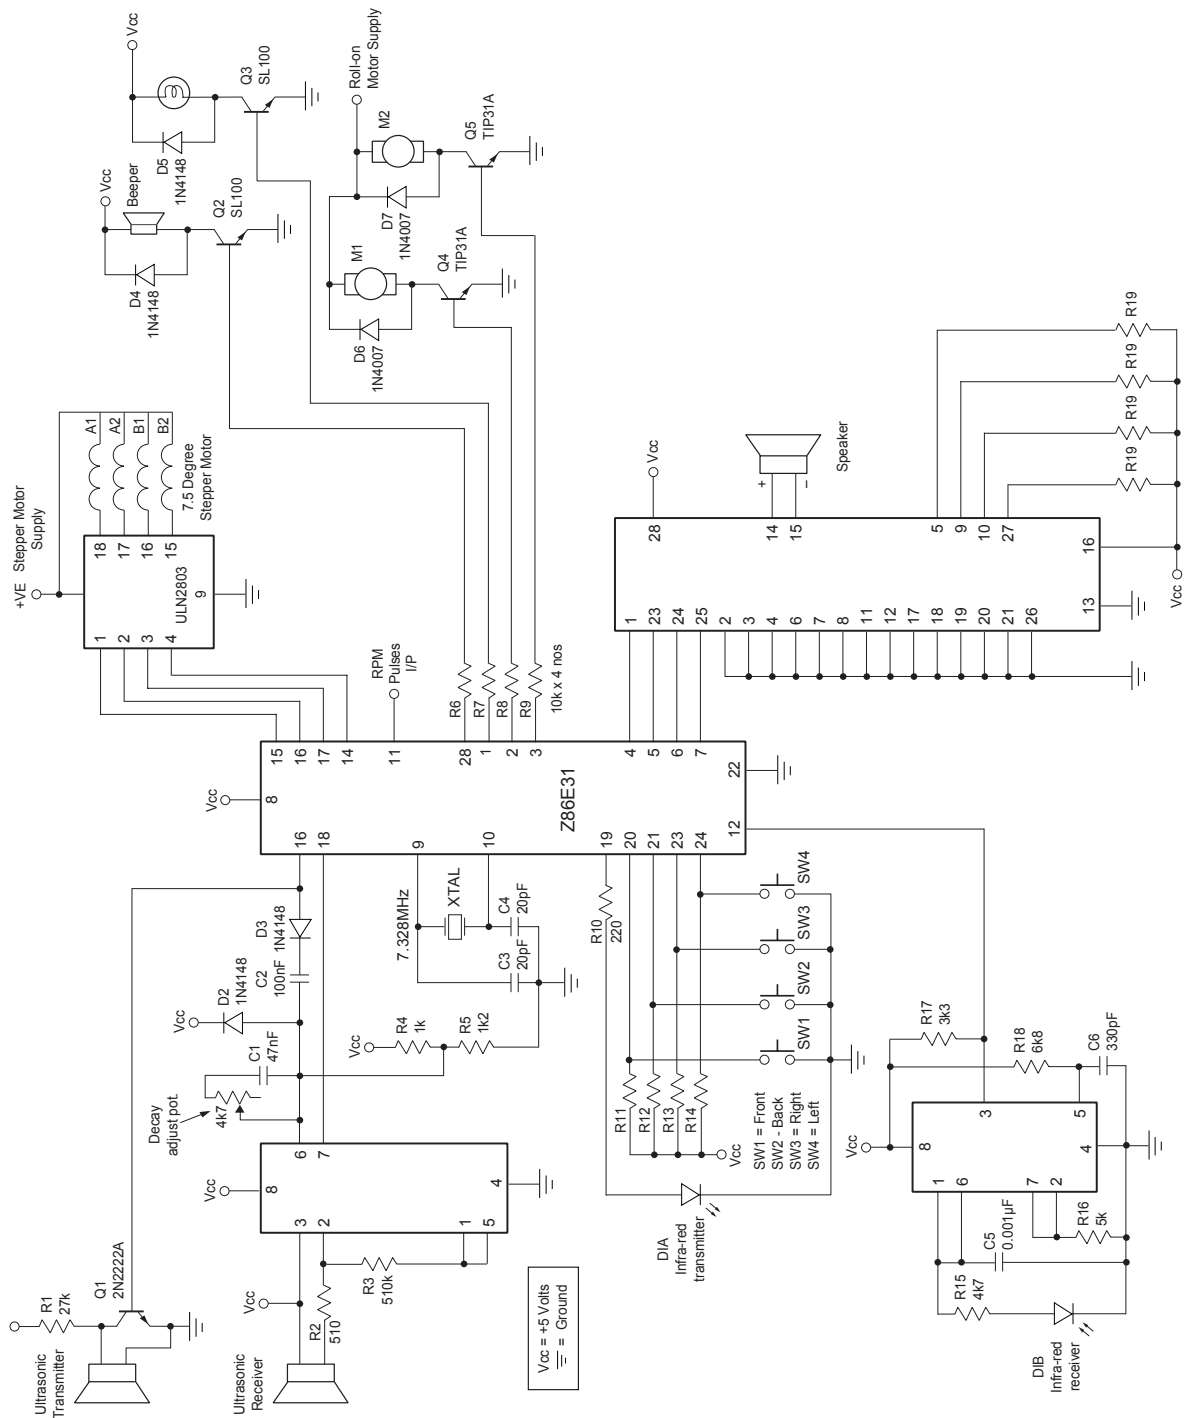 Vcc
Q3
SL100
D5
1N4148
Roll-on
Motor Supply
Vcc
Beeper
M2
Q5
TIP31A
Q2
SL100
D7
1N4007
D4
1N4148
M1
Q4
TIP31A
D6
1N4007
A1
A2
B1
B2
7.5 Degree
Stepper Motor
+VE
Stepper Motor
Supply
18
17
16
15
ULN2803
9
1
2
3
4
Vcc
28
+
–
Speaker
14
15
R19
R19
R19
R19
5
9
10
27
16
Vcc
13
1
23
24
25
2
3
4
6
7
8
11
12
17
18
19
20
21
26
RPM
Pulses
I/P
R6
R7
R8
R9
10k x 4 nos
15
16
17
14
11
28
1
2
3
4
5
6
7
Vcc
8
Z86E31
22
12
16
18
9
10
19
20
21
23
24
D3
1N4148
C2
100nF
D2
1N4148
Vcc
C1
47nF
Decay
adjust pot.
4k7
7.328MHz
XTAL
C4
20pF
C3
20pF
Vcc
R4
1k
R5
1k2
R10
220
SW4
SW3
SW2
SW1
R11
R12
R13
R14
Vcc
SW1 = Front
SW2 - Back
SW3 = Right
SW4 = Left
R17
3k3
R18
6k8
C6
330pF
Vcc
8
3
5
4
1
6
7
2
C5
0.001µF
R16
5k
R15
4k7
DIB
Infra-red
receiver
DIA
Infra-red
transmitter
6
7
Vcc
8
4
3
2
1
5
R3
510k
R2
510
Vcc
Q1
2N2222A
R1
27k
Ultrasonic
Transmitter
Ultrasonic
Receiver
Vcc = +5 Volts
= Ground